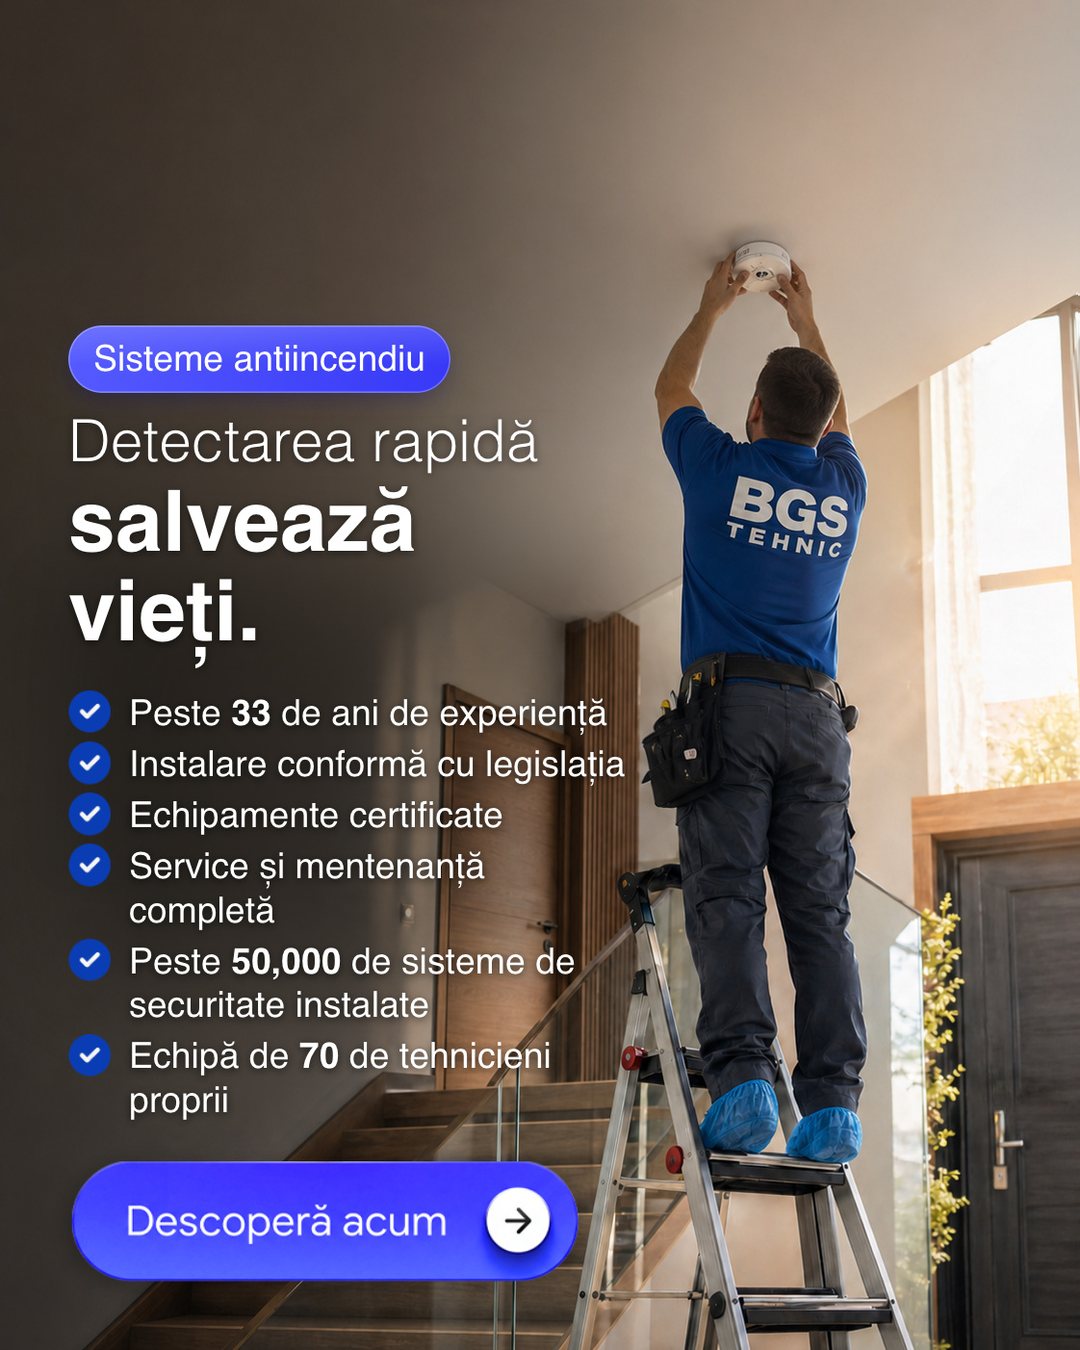 Sisteme antiincendiu
Detectarea rapidă
salvează
vieți.
BGS
TEHNIC
Peste 33 de ani de experiență
Instalare conformă cu legislația
Echipamente certificate
Service și mentenanță
completă
Peste 50,000 de sisteme de
securitate instalate
Echipă de 70 de tehnicieni
proprii
Descoperă acum